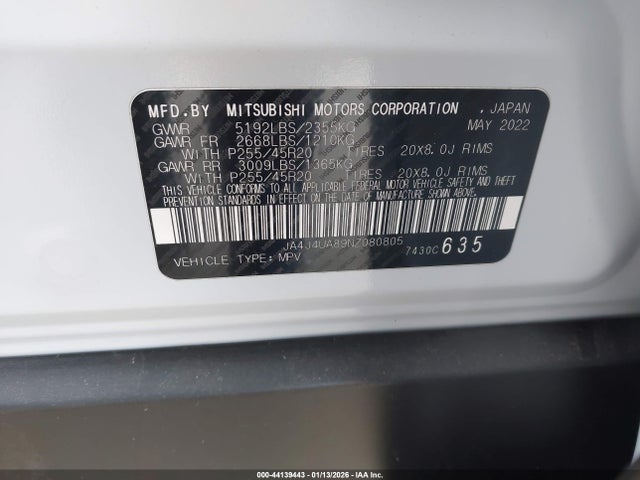 MFD.BY MITSUBISHI MOTORS CORPORATION . JAPAN
GVWR 5192LBS/2355KG MAY 2022
GAWR FR 2668LBS/1210KG
WITH P255/45R20 TIRES 20X8.0J RIMS
GAWR RR 3009LBS/1365KG
WITH P255/45R20 TIRES 20X8.0J RIMS
THIS VEHICLE CONFORMS TO ALL APPLICABLE FEDERAL MOTOR VEHICLE SAFETY AND THEFT
PREVENTION STANDARDS IN EFFECT ON THE DATE OF MANUFACTURE SHOWN ABOVE.
JA4J4UA89NZ080805
VEHICLE TYPE: MPV 7430C 635
000-44139443 - 01/13/2026 - IAAI.com